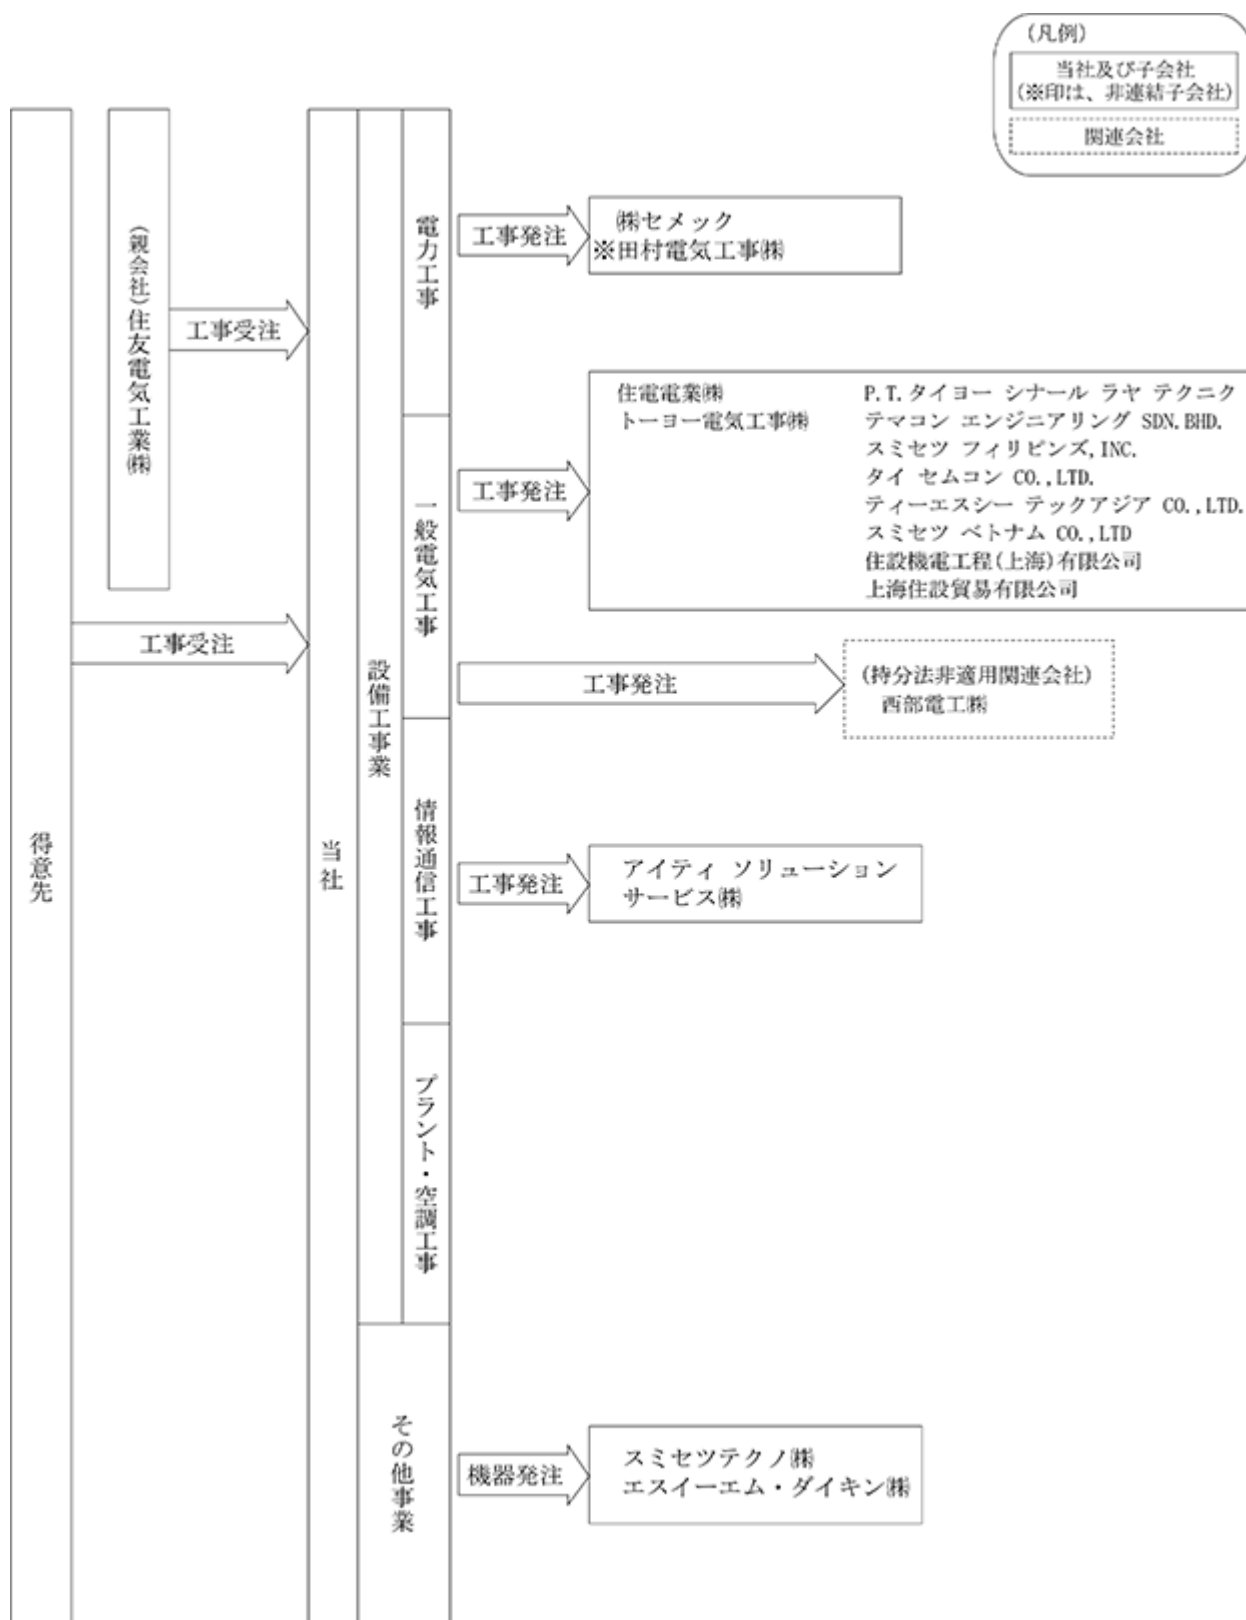 (凡例)
当社及び子会社
(※印は、非連結子会社)
関連会社
得意先
(親会社)住友電気工業㈱
工事受注
工事受注
当社
設備工事業
電力工事
工事発注
㈱セメック
※田村電気工事㈱
一般電気工事
工事発注
住電電業㈱
トーヨー電気工事㈱
P.T.タイヨー シナール ラヤ テクニク
テマコン エンジニアリング SDN.BHD.
スミセツ フィリピンズ,INC.
タイ セムコン CO.,LTD.
ティーエスシー テックアジア CO.,LTD.
スミセツ ベトナム CO.,LTD
住設機電工程(上海)有限公司
上海住設貿易有限公司
工事発注
(持分法非適用関連会社)
西部電工㈱
情報通信工事
工事発注
アイティ ソリューション
サービス㈱
プラント・空調工事
その他事業
機器発注
スミセツテクノ㈱
エスイーエム・ダイキン㈱